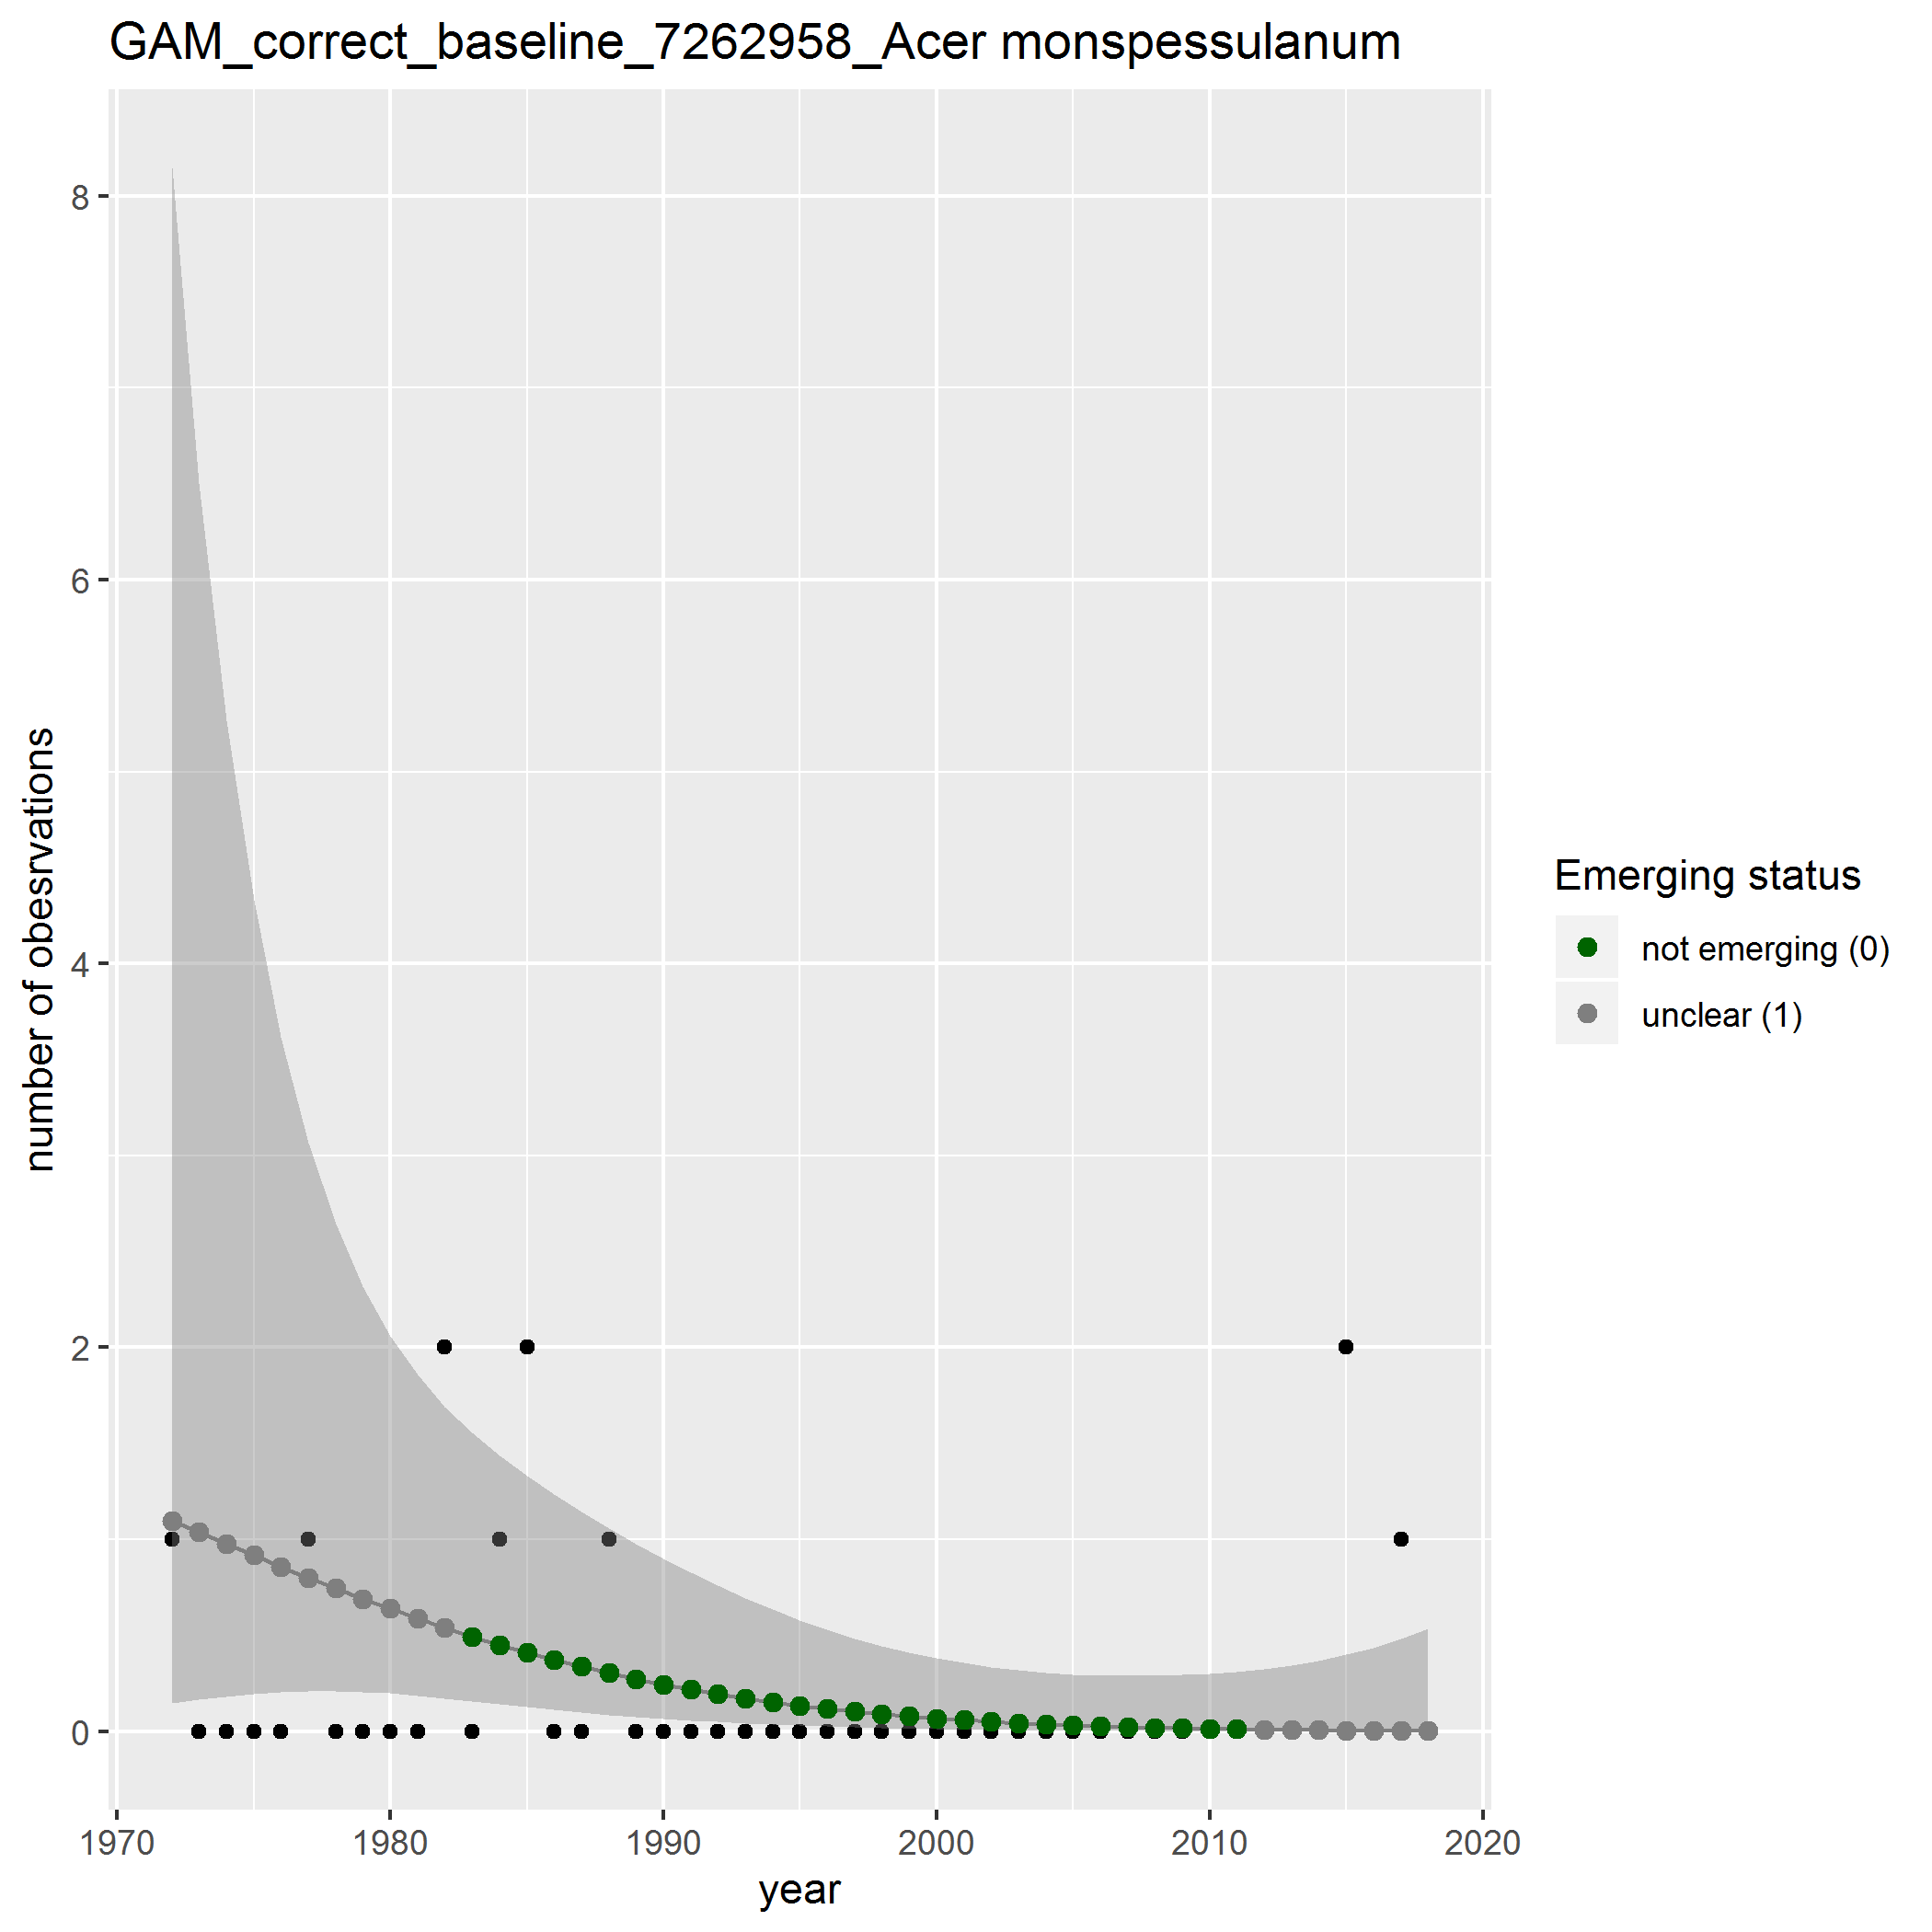 GAM_correct_baseline_7262958_Acer monspessulanum
8
6
4
2
0
number of obesrvations
1970
1980
1990
2000
2010
2020
year
Emerging status
not emerging (0)
unclear (1)